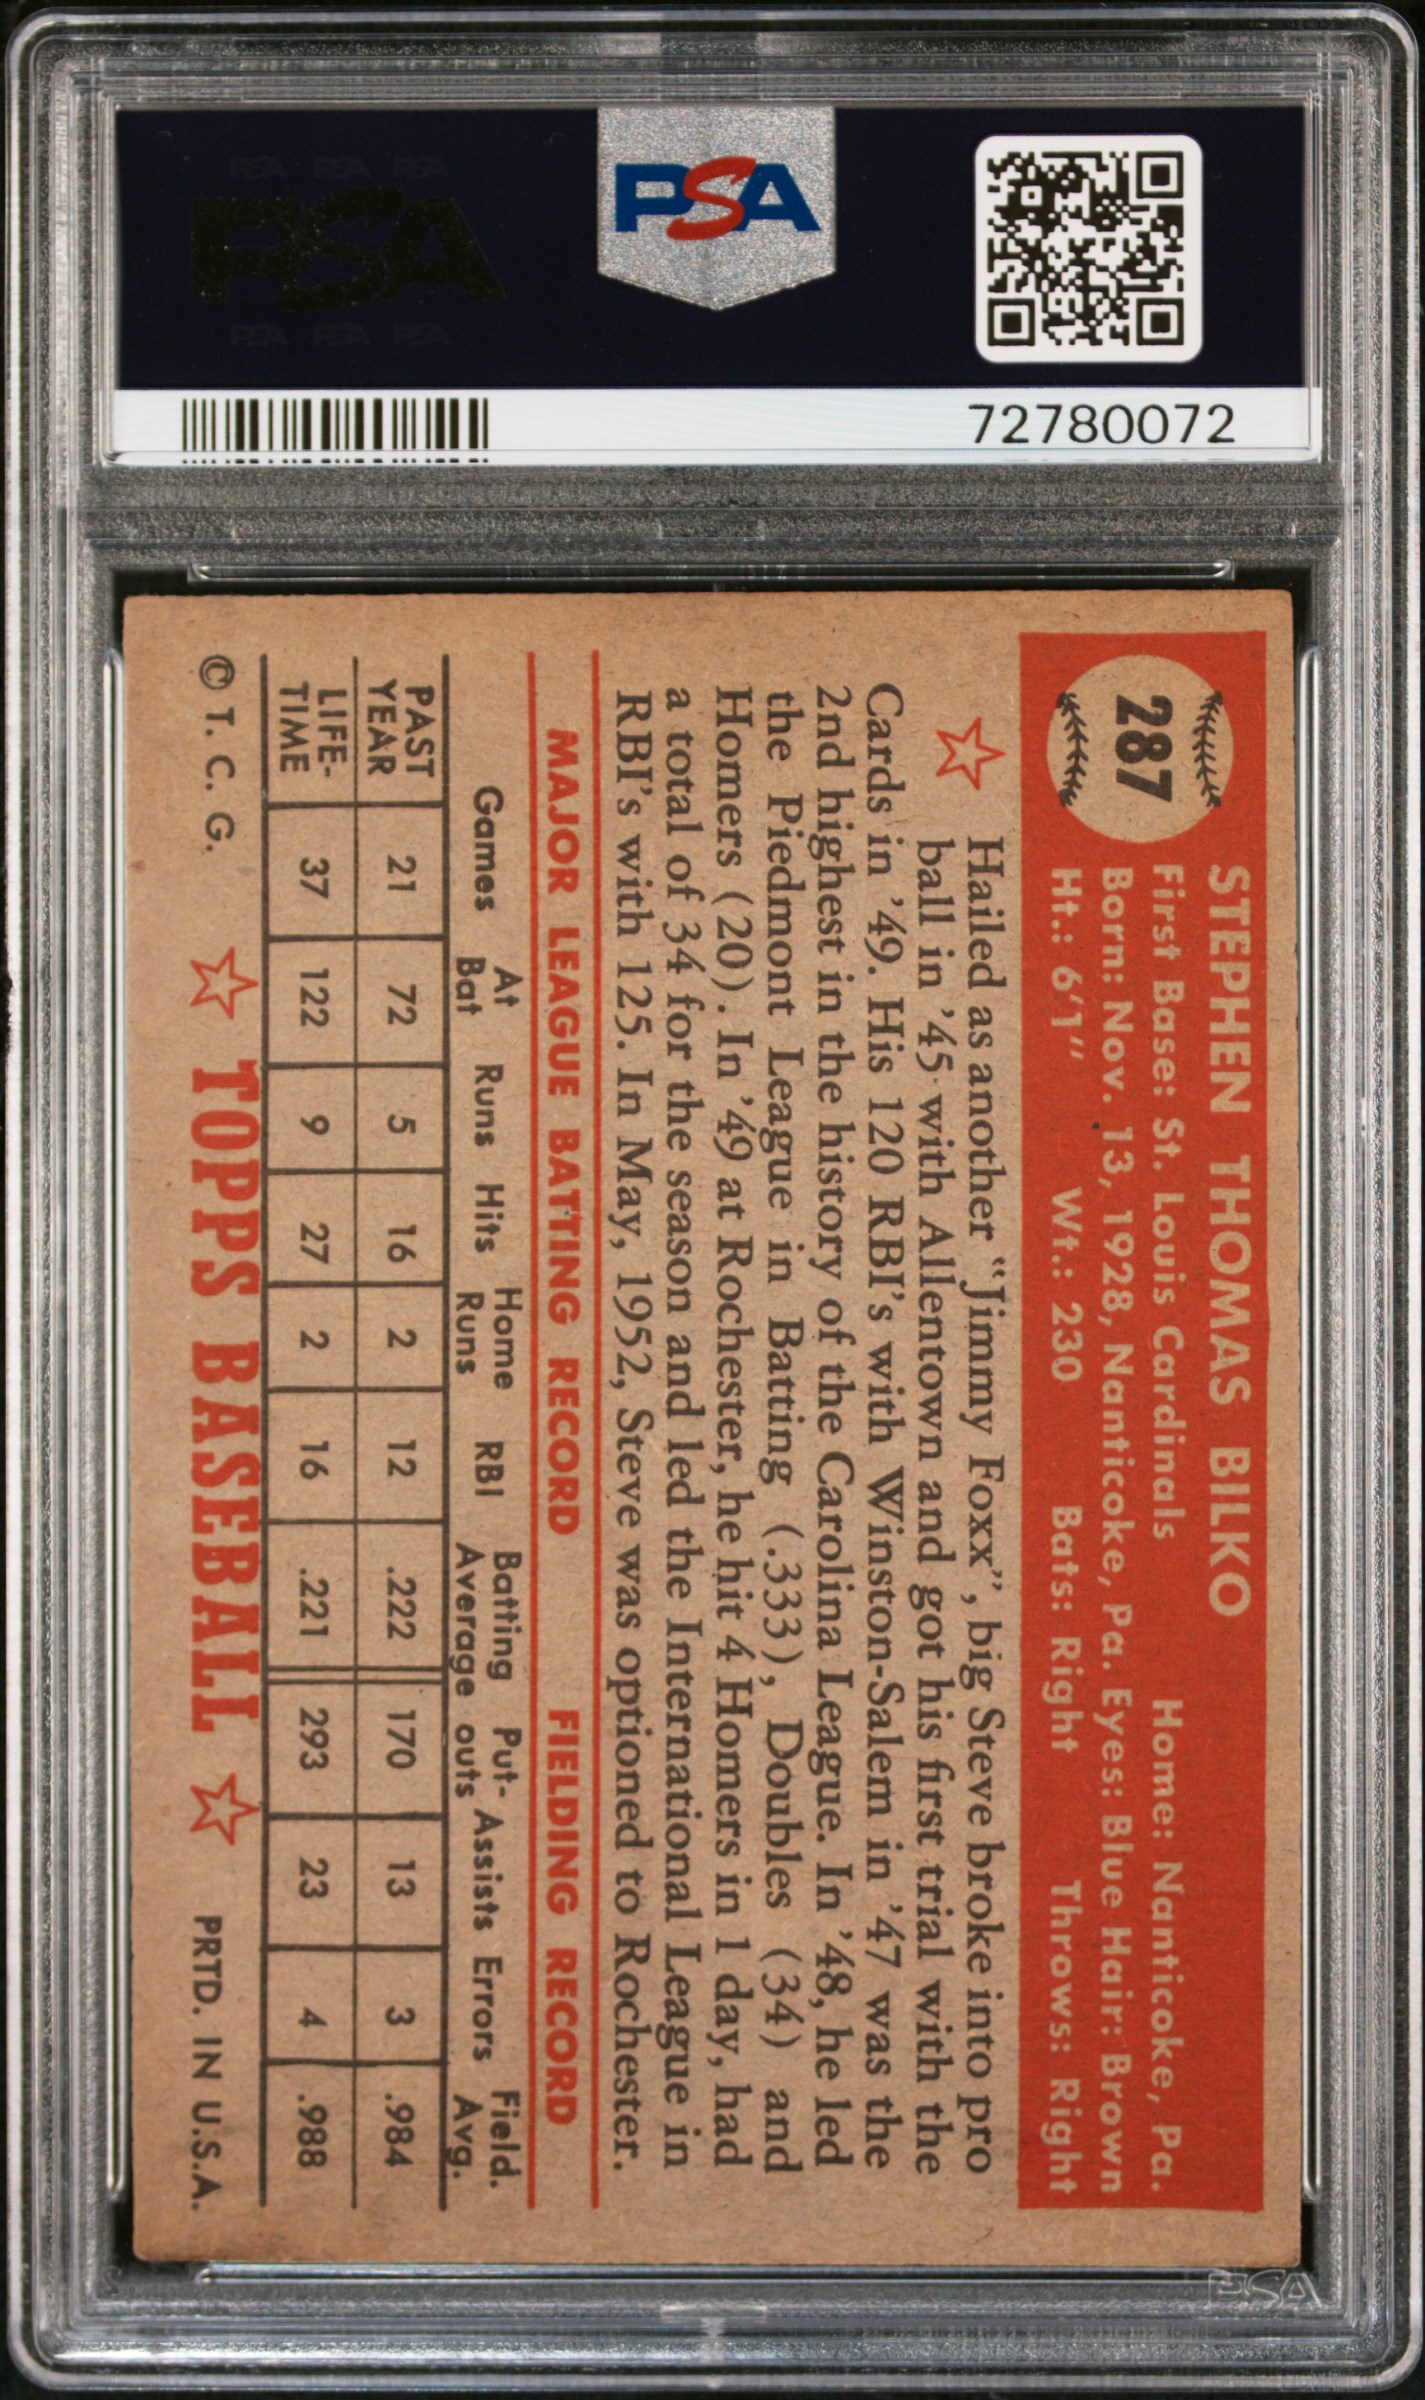 PSA PSA PSA
PSA
PSA PSA PSA
PSA
72780072
287
STEPHEN THOMAS BILKO
First Base: St. Louis Cardinals Home: Nanticoke, Pa.
Born: Nov. 13, 1928, Nanticoke, Pa. Eyes: Blue Hair: Brown
Ht.: 6'1" Wt.: 230 Bats: Right Throws: Right
Hailed as another "Jimmy Foxx", big Steve broke into pro
ball in '45 with Allentown and got his first trial with the
Cards in '49. His 120 RBI's with Winston-Salem in '47 was the
2nd highest in the history of the Carolina League. In '48, he led
the Piedmont League in Batting (.333), Doubles (34) and
Homers (20). In '49 at Rochester, he hit 4 Homers in 1 day, had
a total of 34 for the season and led the International League in
RBI's with 125. In May, 1952, Steve was optioned to Rochester.
MAJOR LEAGUE BATTING RECORD FIELDING RECORD
Games At Bat Runs Hits Home Runs RBI Batting Average Put-outs Assists Errors Field. Avg.
PAST YEAR 21 72 5 16 2 12 .222 170 13 3 .984
LIFE-TIME 37 122 9 27 2 16 .221 293 23 4 .988
© T. C. G. TOPPS BASEBALL PRTD. IN U.S.A.
PSA